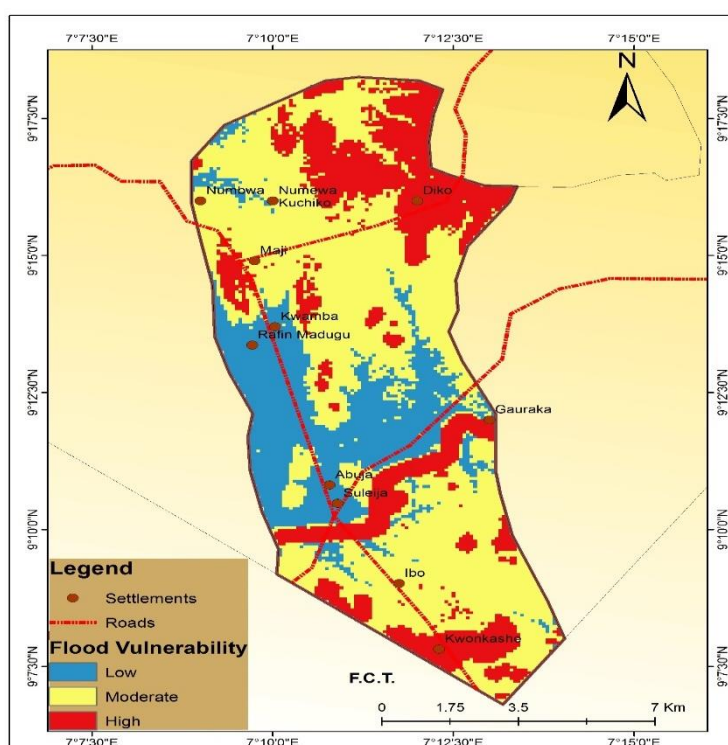 7°7'30"E 7°10'0"E 7°12'30"E 7°15'0"E
N
9°17'30"N 9°17'30"N
Numbwa Numewa Diko
Kuchiko
9°15'0"N Maji 9°15'0"N
Kwamba
Rafin Madugu
9°12'30"N 9°12'30"N
Gauraka
Abuja
Suleija
9°10'0"N 9°10'0"N
Legend
Ibo
Settlements
Roads
Kwonkashe
Flood Vulnerability
9°7'30"N 9°7'30"N
Low
F.C.T.
Moderate
0 1.75 3.5 7 Km
High
7°7'30"E 7°10'0"E 7°12'30"E 7°15'0"E